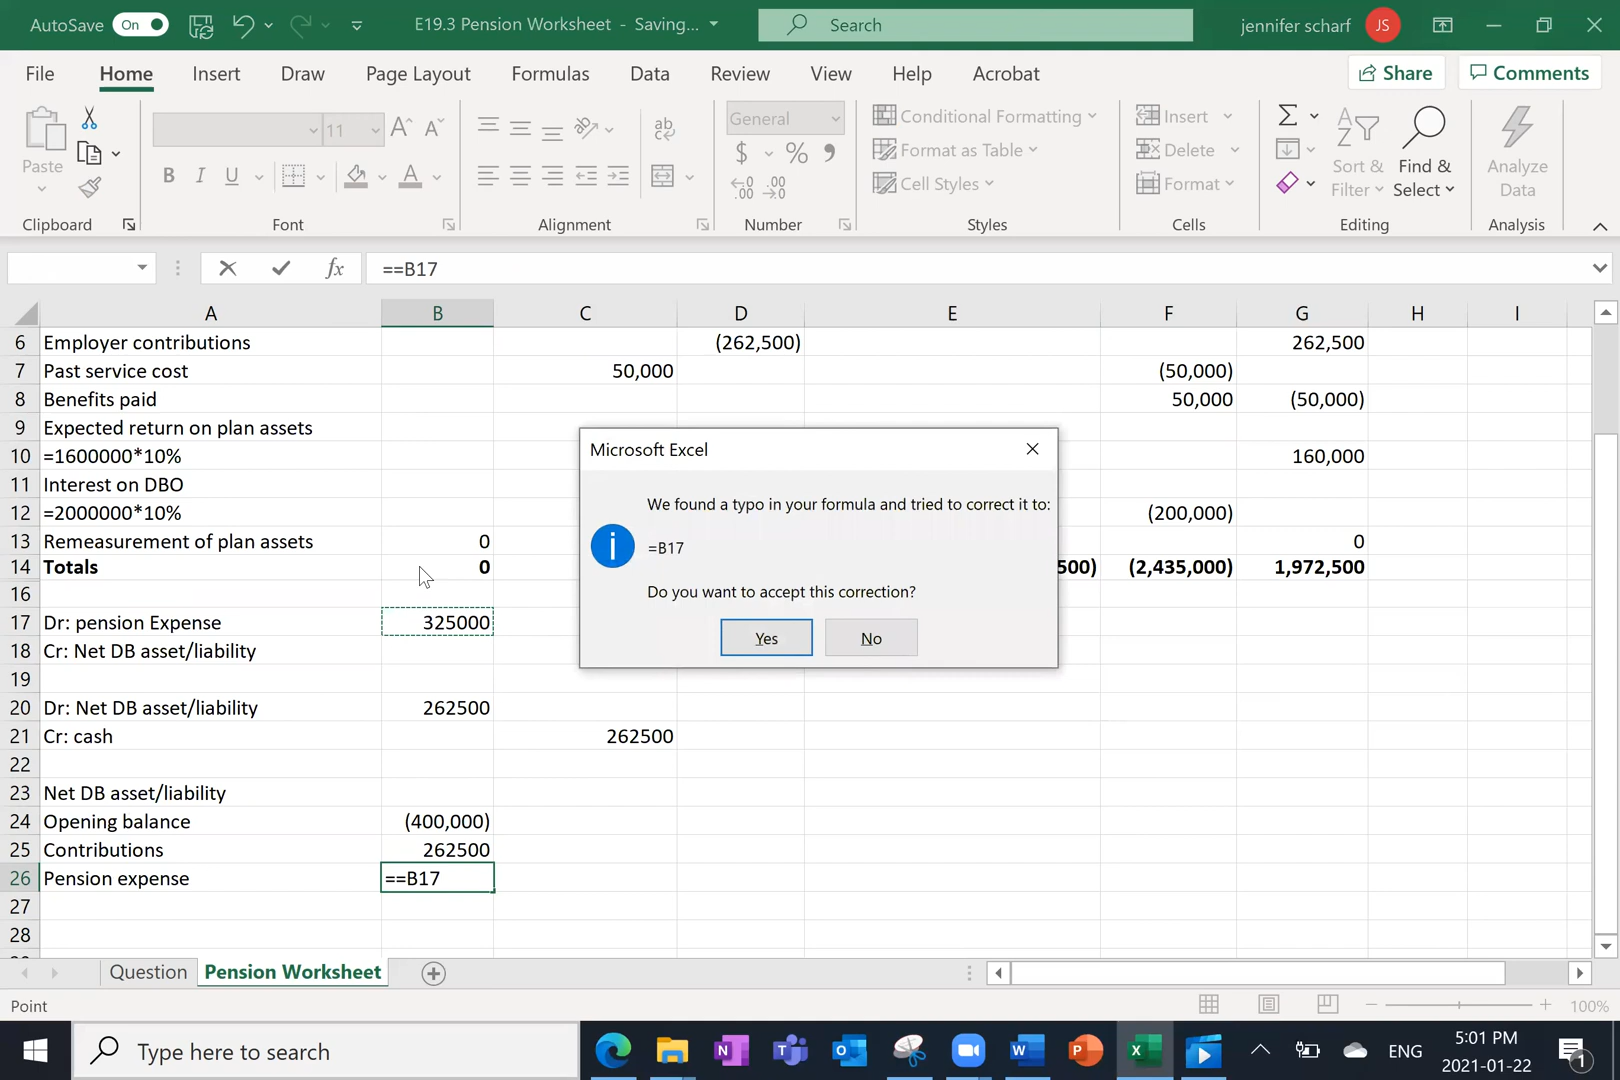 AutoSave On E19.3 Pension Worksheet - Saving... Search jennifer scharf JS
File Home Insert Draw Page Layout Formulas Data Review View Help Acrobat Share Comments
Paste 11 A A ab c General Conditional Formatting Insert Σ A Z
B I U A $ % 9 Format as Table Delete Sort & Find & Analyze
.00 .00 Cell Styles Format Filter Select Data
Clipboard Font Alignment Number Styles Cells Editing Analysis
fx ==B17
A B C D E F G H I
6 Employer contributions (262,500) 262,500
7 Past service cost 50,000 (50,000)
8 Benefits paid 50,000 (50,000)
9 Expected return on plan assets
10 =1600000*10% 160,000
11 Interest on DBO
12 =2000000*10% (200,000)
13 Remeasurement of plan assets 0 0
14 Totals 0 500) (2,435,000) 1,972,500
16
17 Dr: pension Expense 325000
18 Cr: Net DB asset/liability
19
20 Dr: Net DB asset/liability 262500
21 Cr: cash 262500
22
23 Net DB asset/liability
24 Opening balance (400,000)
25 Contributions 262500
26 Pension expense ==B17
27
28
Microsoft Excel
We found a typo in your formula and tried to correct it to:
i =B17
Do you want to accept this correction?
Yes No
Question Pension Worksheet
Point 100%
Type here to search N T O W P X ENG 5:01 PM
2021-01-22 1